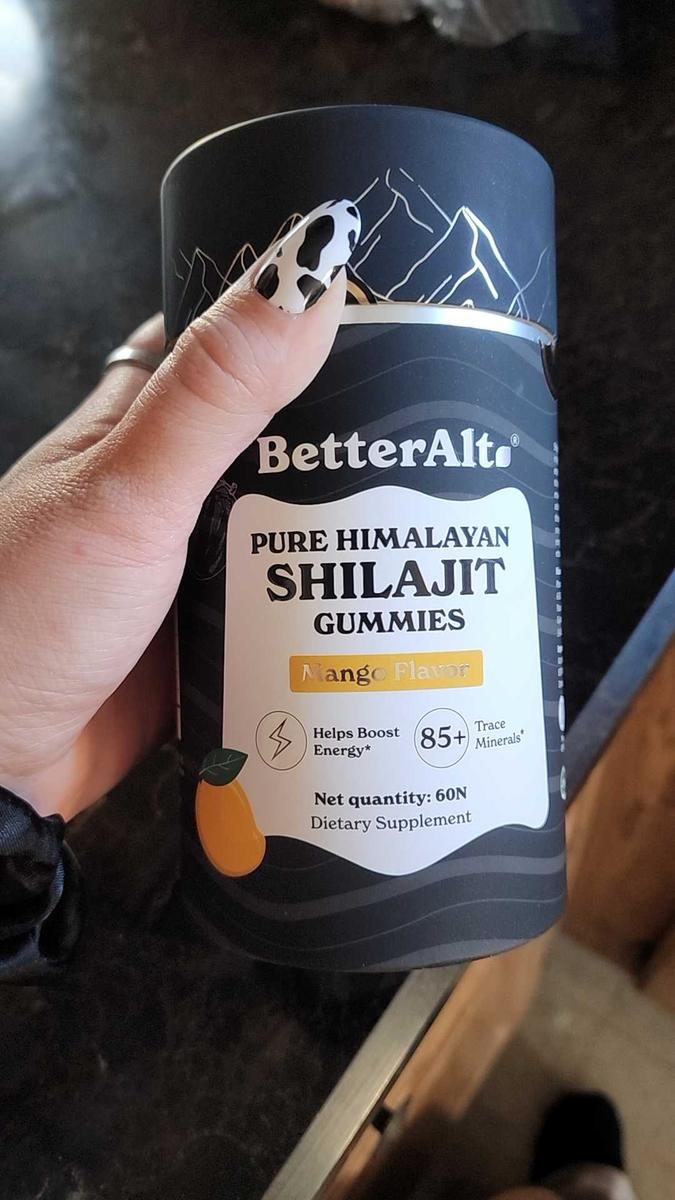 BetterAlt®
PURE HIMALAYAN
SHILAJIT
GUMMIES
Mango Flavor
Helps Boost
Energy*
85+
Trace
Minerals*
Net quantity: 60N
Dietary Supplement